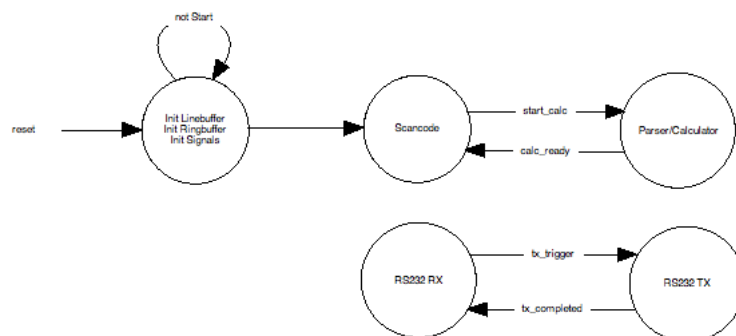 not Start
reset
Init Linebuffer
Init Ringbuffer
Init Signals
Scancode
start_calc
calc_ready
Parser/Calculator
RS232 RX
tx_trigger
tx_completed
RS232 TX